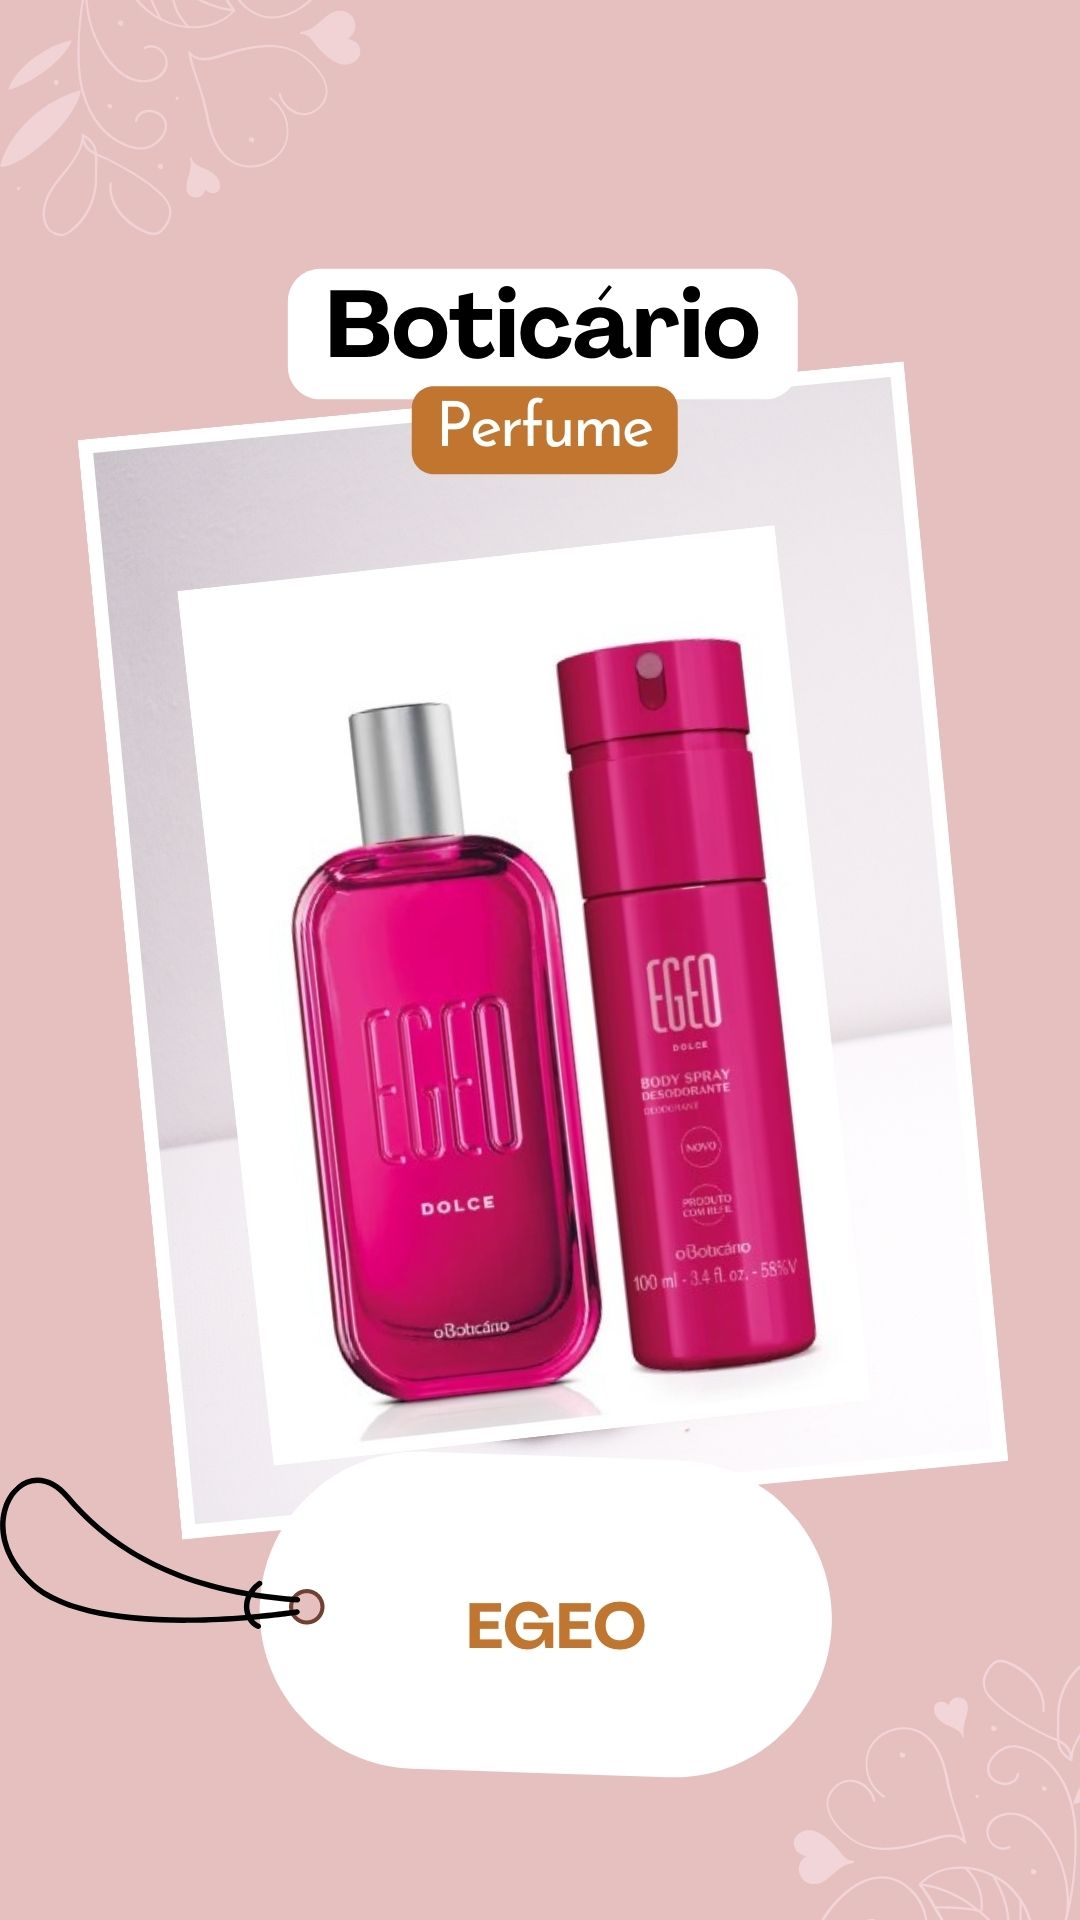 Boticário
Perfume
EGEO
DOLCE
oBoticário
EGEO
DOLCE
BODY SPRAY
DESODORANTE
DEODORANT
NOVO
PRODUTO
COM REFIL
oBoticário
100 ml - 3.4 fl. oz. - 58%V
EGEO